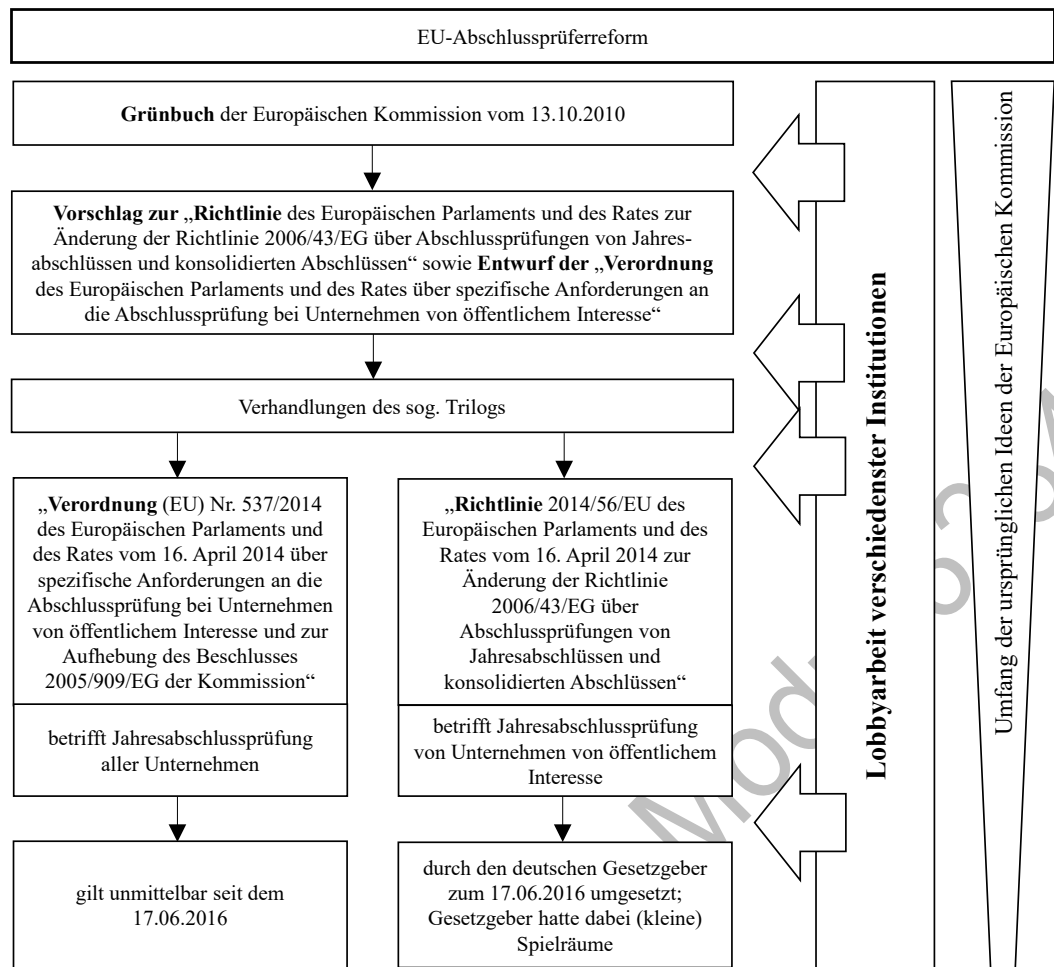 EU-Abschlussprüferreform
Grünbuch der Europäischen Kommission vom 13.10.2010
Vorschlag zur „Richtlinie des Europäischen Parlaments und des Rates zur
Änderung der Richtlinie 2006/43/EG über Abschlussprüfungen von Jahres-
abschlüssen und konsolidierten Abschlüssen“ sowie Entwurf der „Verordnung
des Europäischen Parlaments und des Rates über spezifische Anforderungen an
die Abschlussprüfung bei Unternehmen von öffentlichem Interesse“
Verhandlungen des sog. Trilogs
„Verordnung (EU) Nr. 537/2014
des Europäischen Parlaments und
des Rates vom 16. April 2014 über
spezifische Anforderungen an die
Abschlussprüfung bei Unternehmen
von öffentlichem Interesse und zur
Aufhebung des Beschlusses
2005/909/EG der Kommission“
betrifft Jahresabschlussprüfung
aller Unternehmen
gilt unmittelbar seit dem
17.06.2016
„Richtlinie 2014/56/EU des
Europäischen Parlaments und des
Rates vom 16. April 2014 zur
Änderung der Richtlinie
2006/43/EG über
Abschlussprüfungen von
Jahresabschlüssen und
konsolidierten Abschlüssen“
betrifft Jahresabschlussprüfung
von Unternehmen von öffentlichem
Interesse
durch den deutschen Gesetzgeber
zum 17.06.2016 umgesetzt;
Gesetzgeber hatte dabei (kleine)
Spielräume
Lobbyarbeit verschiedenster Institutionen
Umfang der ursprünglichen Ideen der Europäischen Kommission